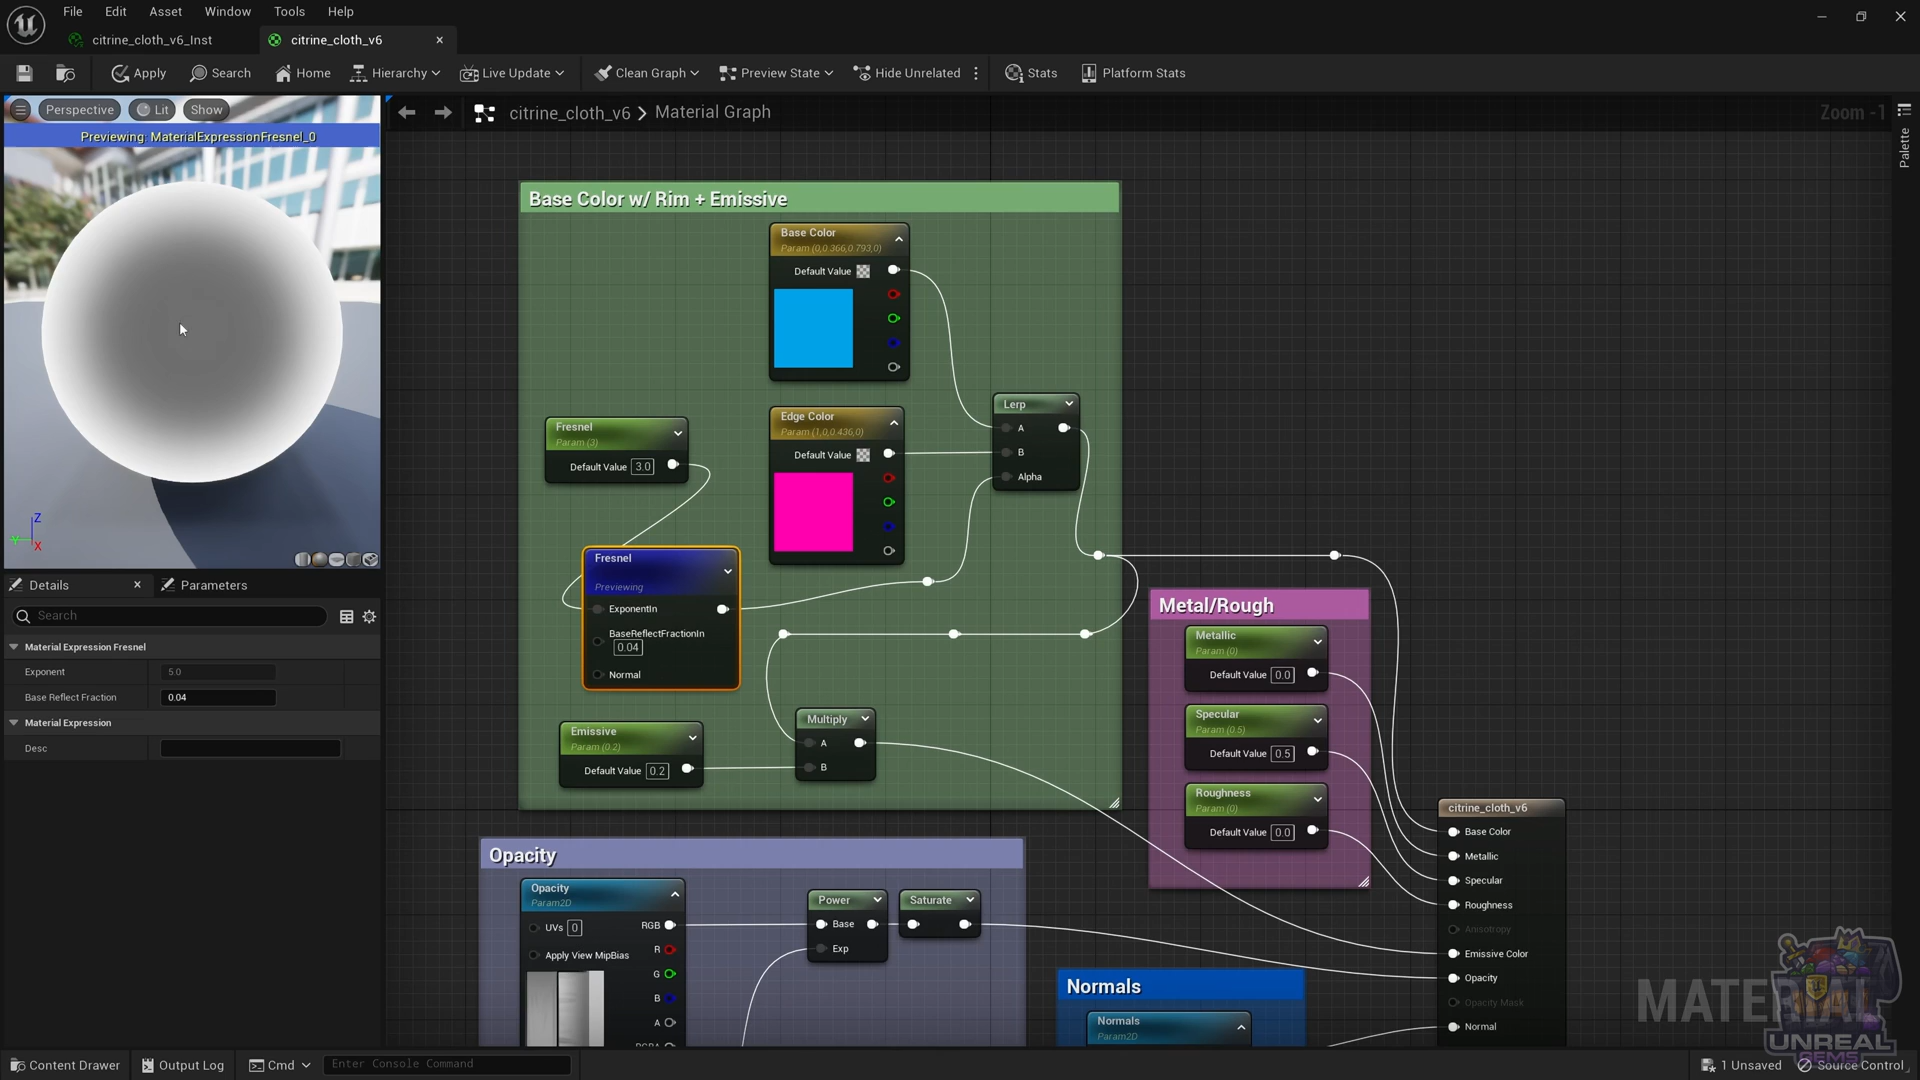 File Edit Asset Window Tools Help
citrine_cloth_v6_Inst
citrine_cloth_v6
Apply Search Home Hierarchy Live Update Clean Graph Preview State Hide Unrelated Stats Platform Stats
Perspective Lit Show
Previewing: MaterialExpressionFresnel_0
Z
Y
X
Details Parameters
Search
Material Expression Fresnel
Exponent 5.0
Base Reflect Fraction 0.04
Material Expression
Desc
citrine_cloth_v6 > Material Graph
Zoom -1
Palette
Base Color w/ Rim + Emissive
Base Color
Param (0,0.366,0.793,0)
Default Value
Edge Color
Param (1,0,0.436,0)
Default Value
Lerp
A
B
Alpha
Fresnel
Param (3)
Default Value 3.0
Fresnel
Previewing
ExponentIn
BaseReflectFractionIn
0.04
Normal
Emissive
Param (0.2)
Default Value 0.2
Multiply
A
B
Metal/Rough
Metallic
Param (0)
Default Value 0.0
Specular
Param (0.5)
Default Value 0.5
Roughness
Param (0)
Default Value 0.0
citrine_cloth_v6
Base Color
Metallic
Specular
Roughness
Anisotropy
Emissive Color
Opacity
Opacity Mask
Normal
Opacity
Opacity
Param2D
UVs 0
Apply View MipBias
RGB
R
G
B
A
Power
Base
Exp
Saturate
Normals
Normals
Param2D
MATERIAL
UNREAL
GEMS
Content Drawer Output Log Cmd Enter Console Command
1 Unsaved Source Control